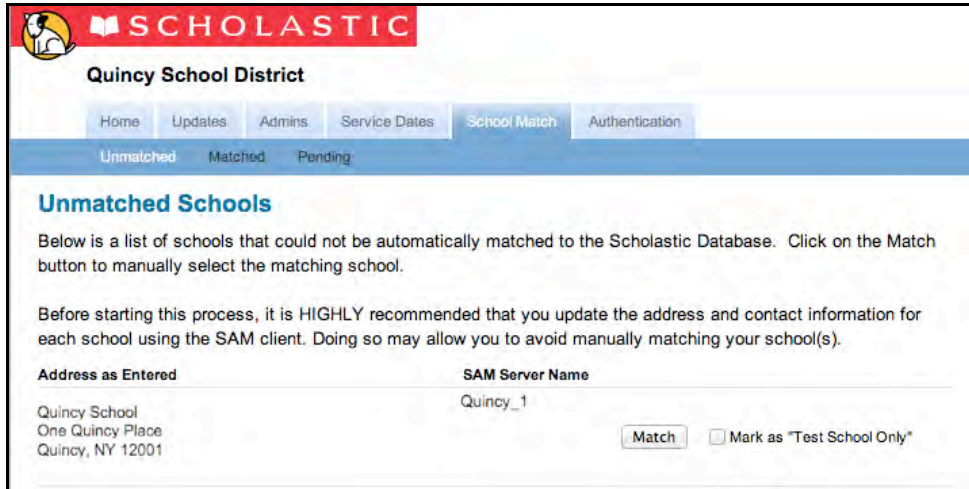 SCHOLASTIC
Quincy School District
Home Updates Admins Service Dates School Match Authentication
Unmatched Matched Pending
Unmatched Schools
Below is a list of schools that could not be automatically matched to the Scholastic Database. Click on the Match
button to manually select the matching school.
Before starting this process, it is HIGHLY recommended that you update the address and contact information for
each school using the SAM client. Doing so may allow you to avoid manually matching your school(s).
Address as Entered SAM Server Name
Quincy School Quincy_1
One Quincy Place
Quincy, NY 12001
Match Mark as "Test School Only"